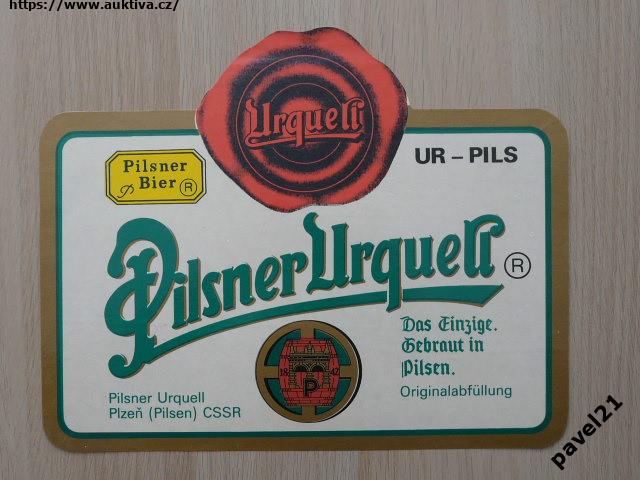 https://www.auktiva.cz/
Urquell
Pilsner
P Bier ®
UR – PILS
Pilsner Urquell ®
Das Einzige.
Gebraut in
Pilsen.
Originalabfüllung
18 42
P
Pilsner Urquell
Plzeň (Pilsen) CSSR
pavel21